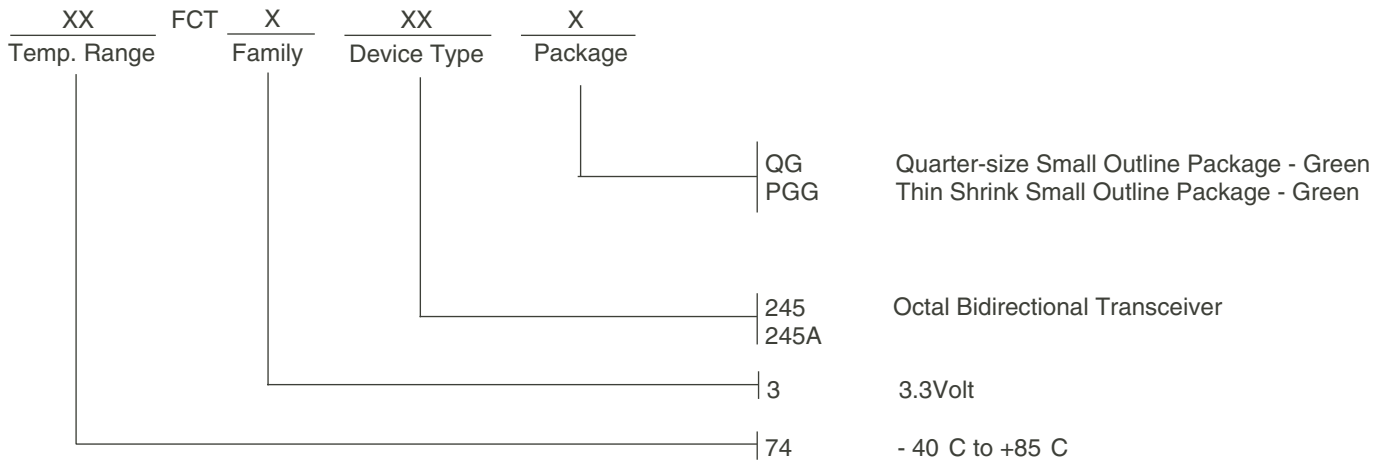 XX FCT X XX X
Temp. Range Family Device Type Package
QG Quarter-size Small Outline Package - Green
PGG Thin Shrink Small Outline Package - Green
245 Octal Bidirectional Transceiver
245A
3 3.3Volt
74 - 40 C to +85 C